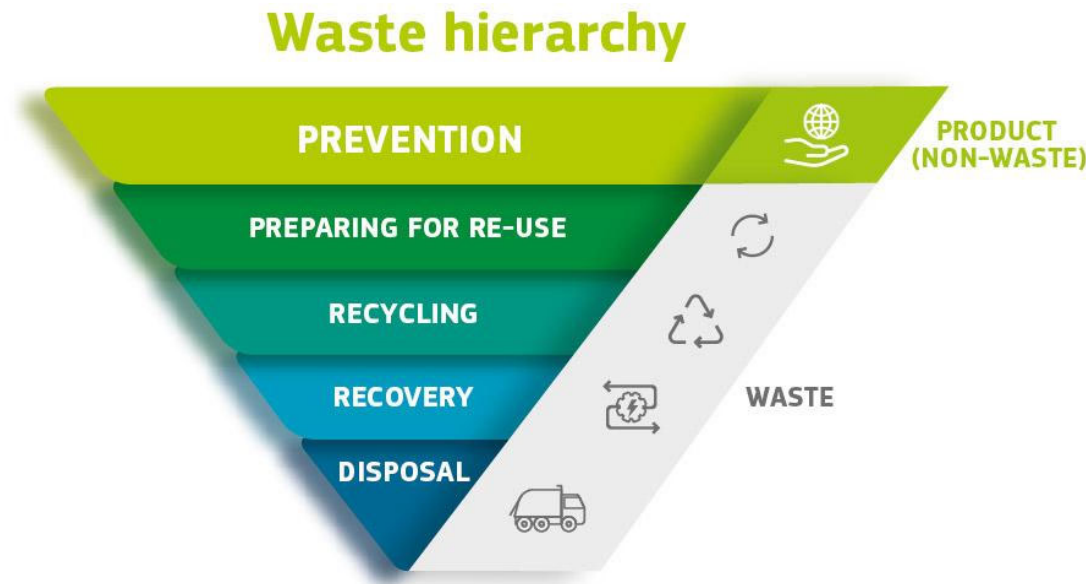 Waste hierarchy
PREVENTION
PRODUCT
(NON-WASTE)
PREPARING FOR RE-USE
RECYCLING
RECOVERY
WASTE
DISPOSAL